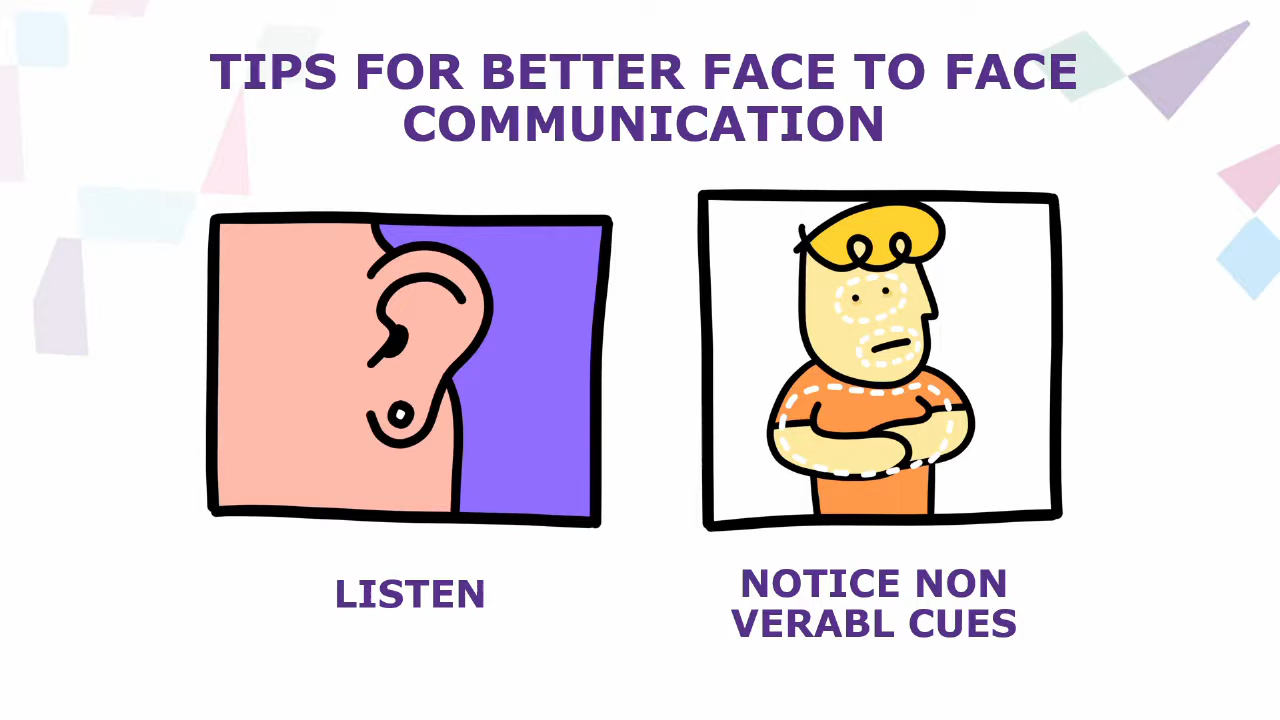 TIPS FOR BETTER FACE TO FACE
COMMUNICATION
LISTEN
NOTICE NON
VERABL CUES